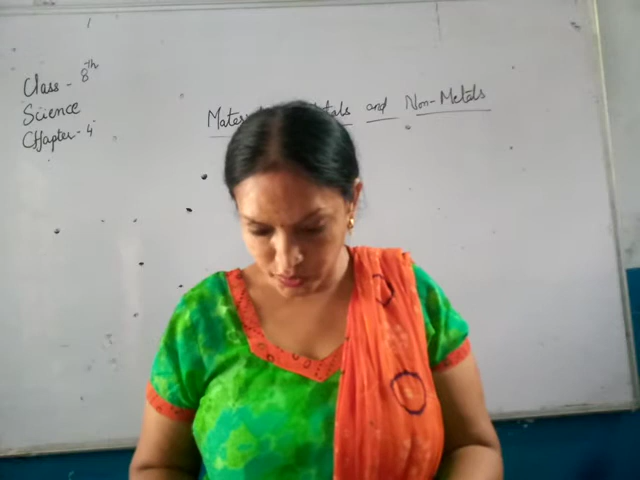 Class - 8th
Science
Chapter - 4
and Non-Metals